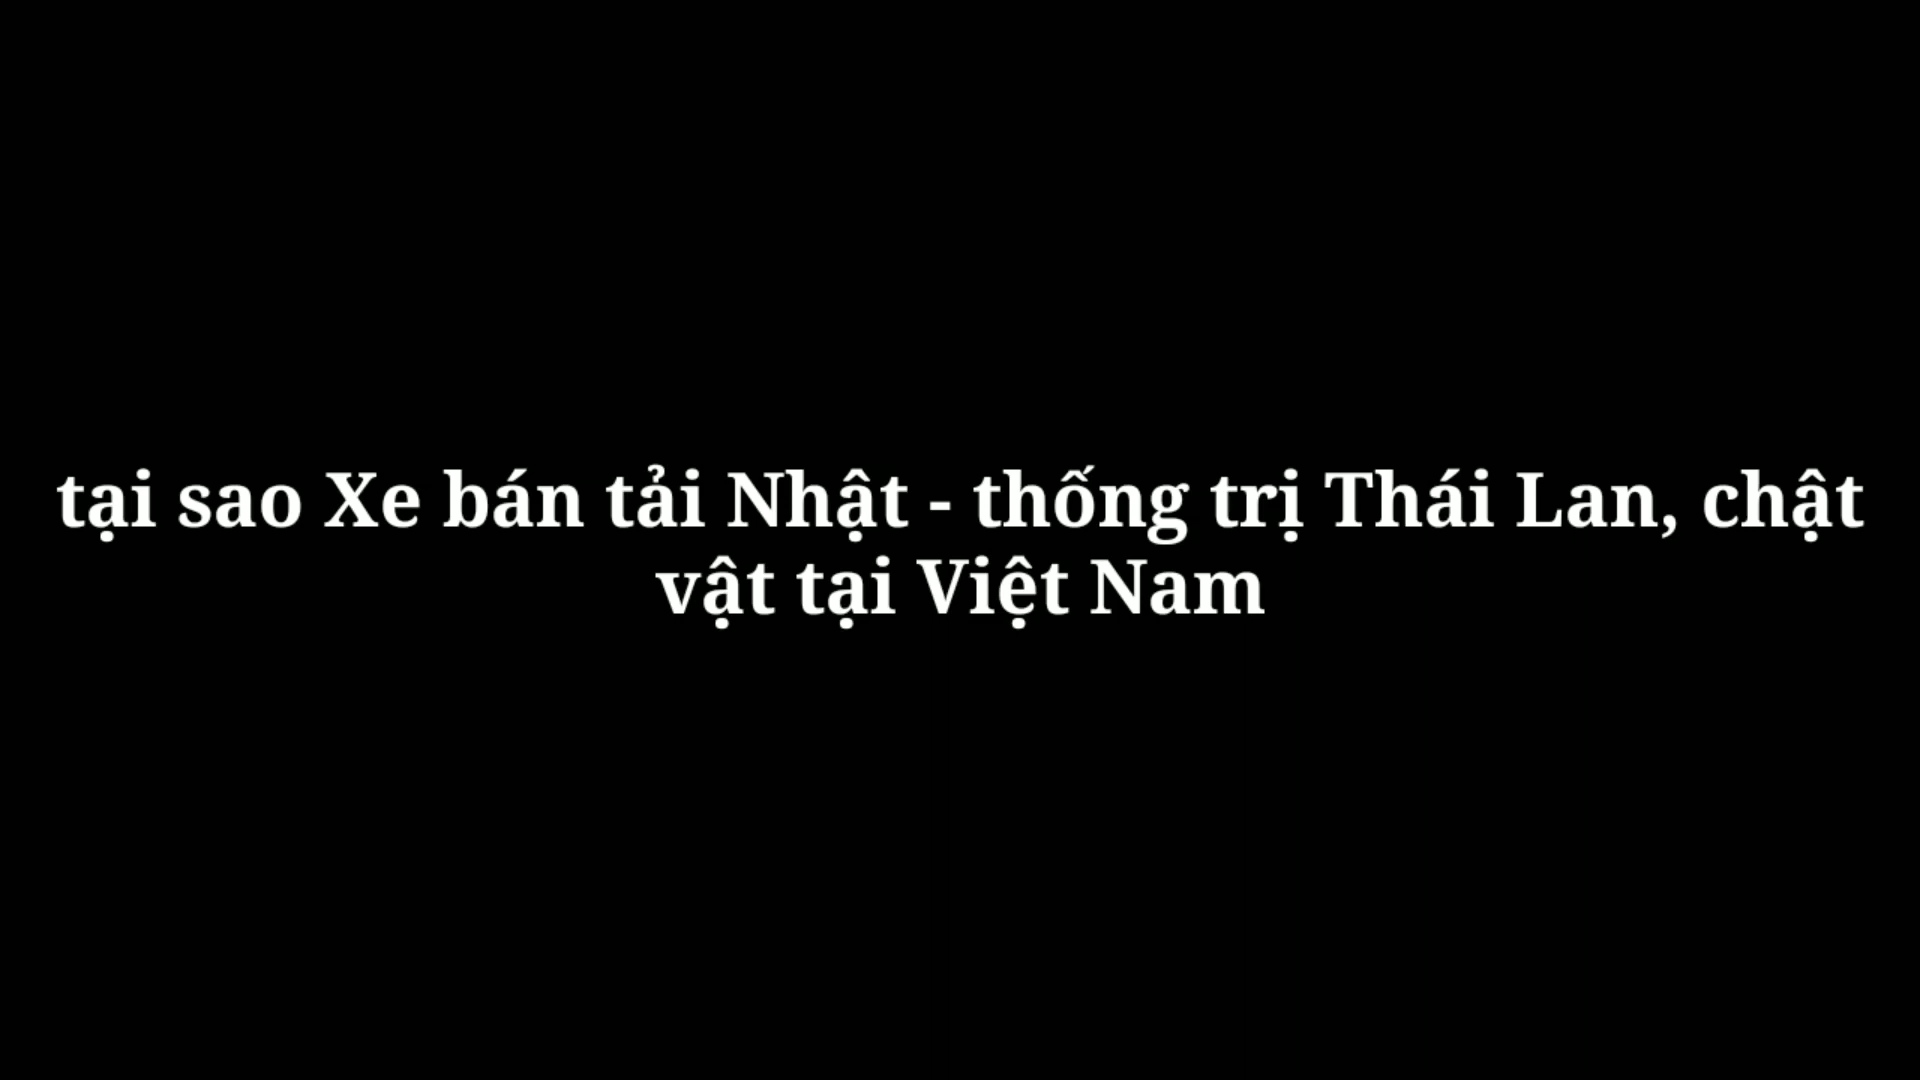 tại sao Xe bán tải Nhật - thống trị Thái Lan, chật
vật tại Việt Nam